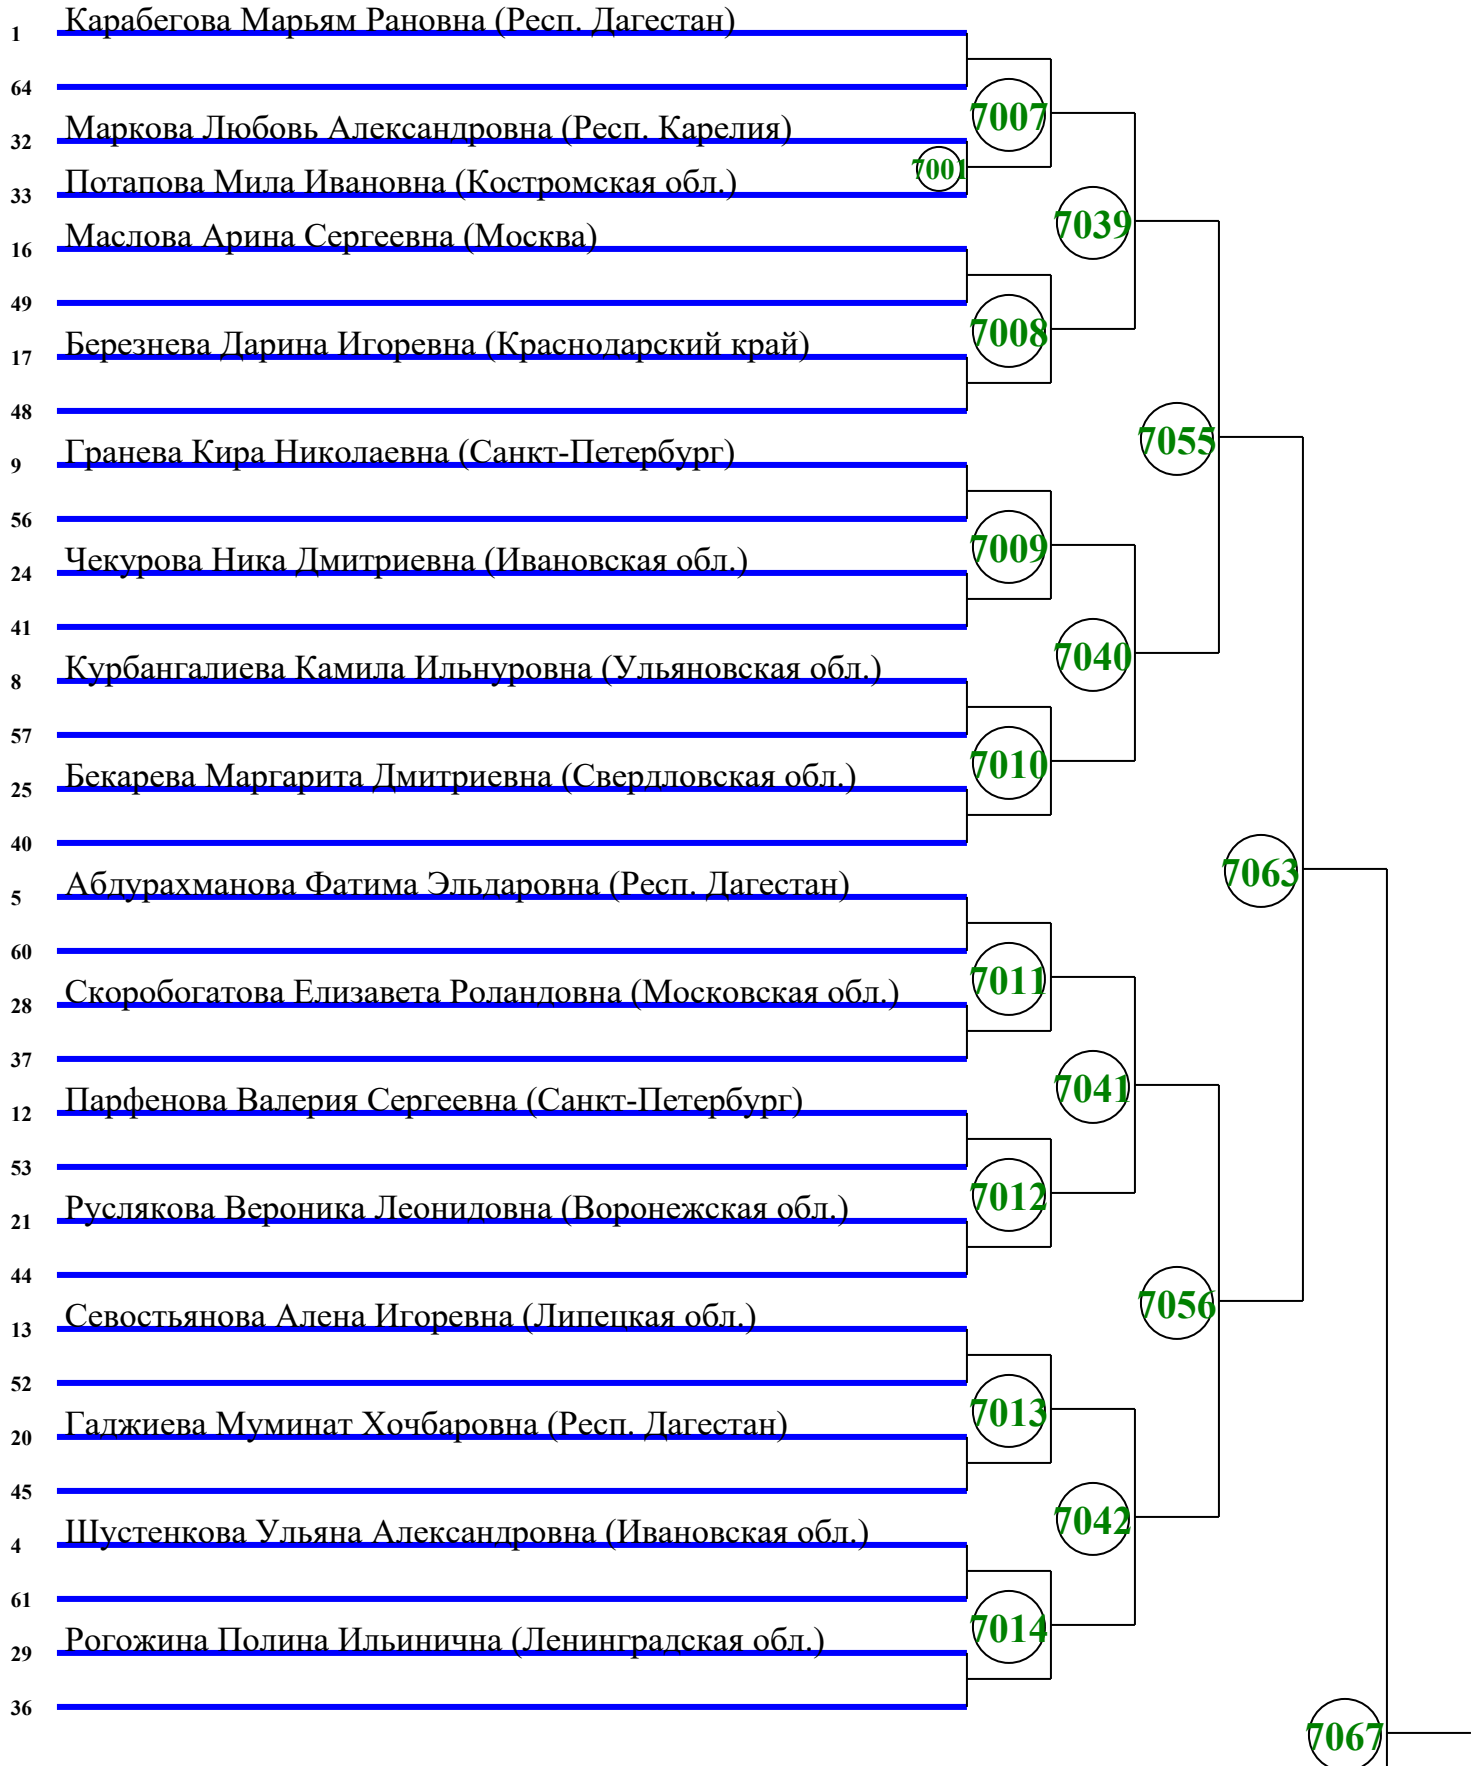 1 Карабегова Марьям Рановна (Респ. Дагестан)
64
7007
32 Маркова Любовь Александровна (Респ. Карелия)
7001
33 Потапова Мила Ивановна (Костромская обл.)
7039
16 Маслова Арина Сергеевна (Москва)
49
7008
17 Березнева Дарина Игоревна (Краснодарский край)
48
7055
9 Гранева Кира Николаевна (Санкт-Петербург)
56
7009
24 Чекурова Ника Дмитриевна (Ивановская обл.)
41
7040
8 Курбангалиева Камила Ильнуровна (Ульяновская обл.)
57
7010
25 Бекарева Маргарита Дмитриевна (Свердловская обл.)
40
7063
5 Абдурахманова Фатима Эльдаровна (Респ. Дагестан)
60
7011
28 Скоробогатова Елизавета Роландовна (Московская обл.)
37
7041
12 Парфенова Валерия Сергеевна (Санкт-Петербург)
53
7012
21 Руслякова Вероника Леонидовна (Воронежская обл.)
44
7056
13 Севостьянова Алена Игоревна (Липецкая обл.)
52
7013
20 Гаджиева Муминат Хочбаровна (Респ. Дагестан)
45
7042
4 Шустенкова Ульяна Александровна (Ивановская обл.)
61
7014
29 Рогожина Полина Ильинична (Ленинградская обл.)
36
7067